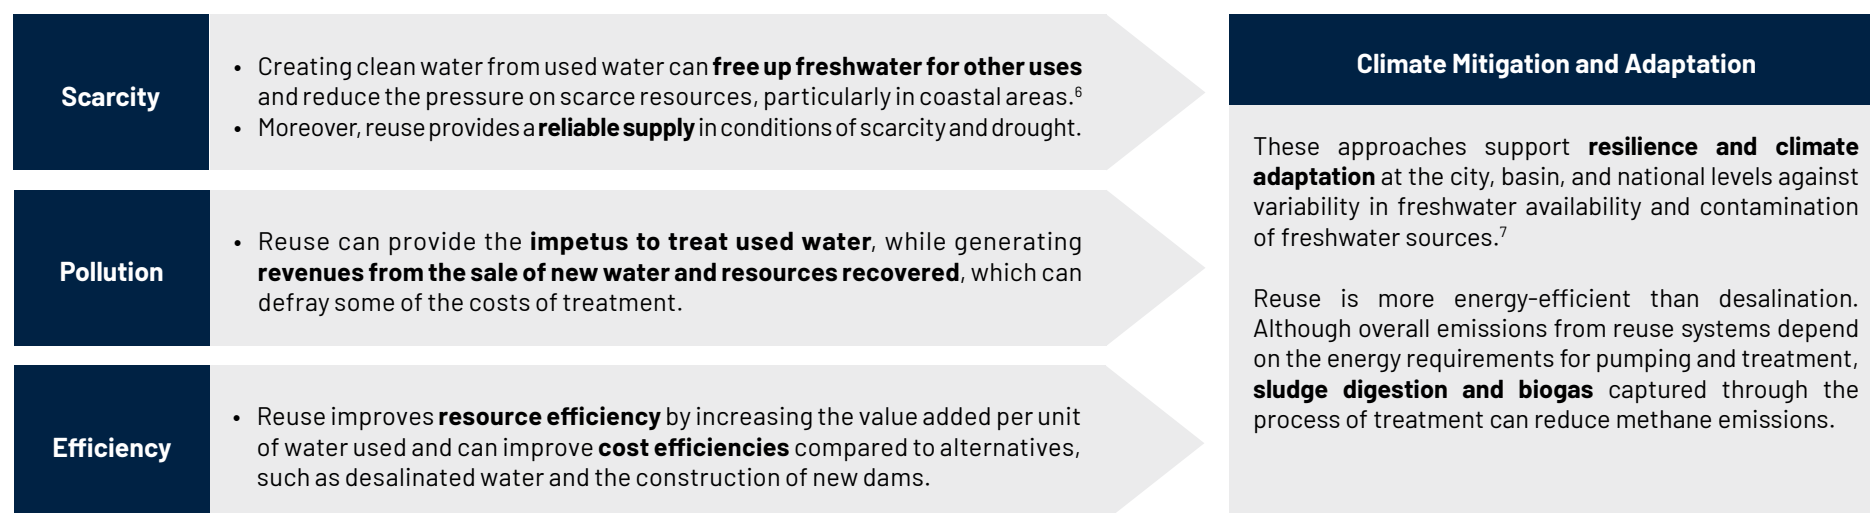 Scarcity
• Creating clean water from used water can free up freshwater for other uses
and reduce the pressure on scarce resources, particularly in coastal areas.6
• Moreover, reuse provides a reliable supply in conditions of scarcity and drought.
Pollution
• Reuse can provide the impetus to treat used water, while generating
revenues from the sale of new water and resources recovered, which can
defray some of the costs of treatment.
Efficiency
• Reuse improves resource efficiency by increasing the value added per unit
of water used and can improve cost efficiencies compared to alternatives,
such as desalinated water and the construction of new dams.
Climate Mitigation and Adaptation
These approaches support resilience and climate
adaptation at the city, basin, and national levels against
variability in freshwater availability and contamination
of freshwater sources.7
Reuse is more energy-efficient than desalination.
Although overall emissions from reuse systems depend
on the energy requirements for pumping and treatment,
sludge digestion and biogas captured through the
process of treatment can reduce methane emissions.